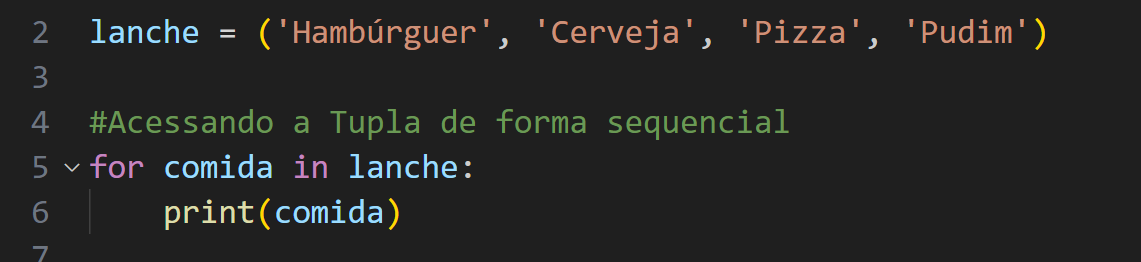 2 lanche = ('Hambúrguer', 'Cerveja', 'Pizza', 'Pudim')
3
4 #Acessando a Tupla de forma sequencial
5 for comida in lanche:
6     print(comida)
7